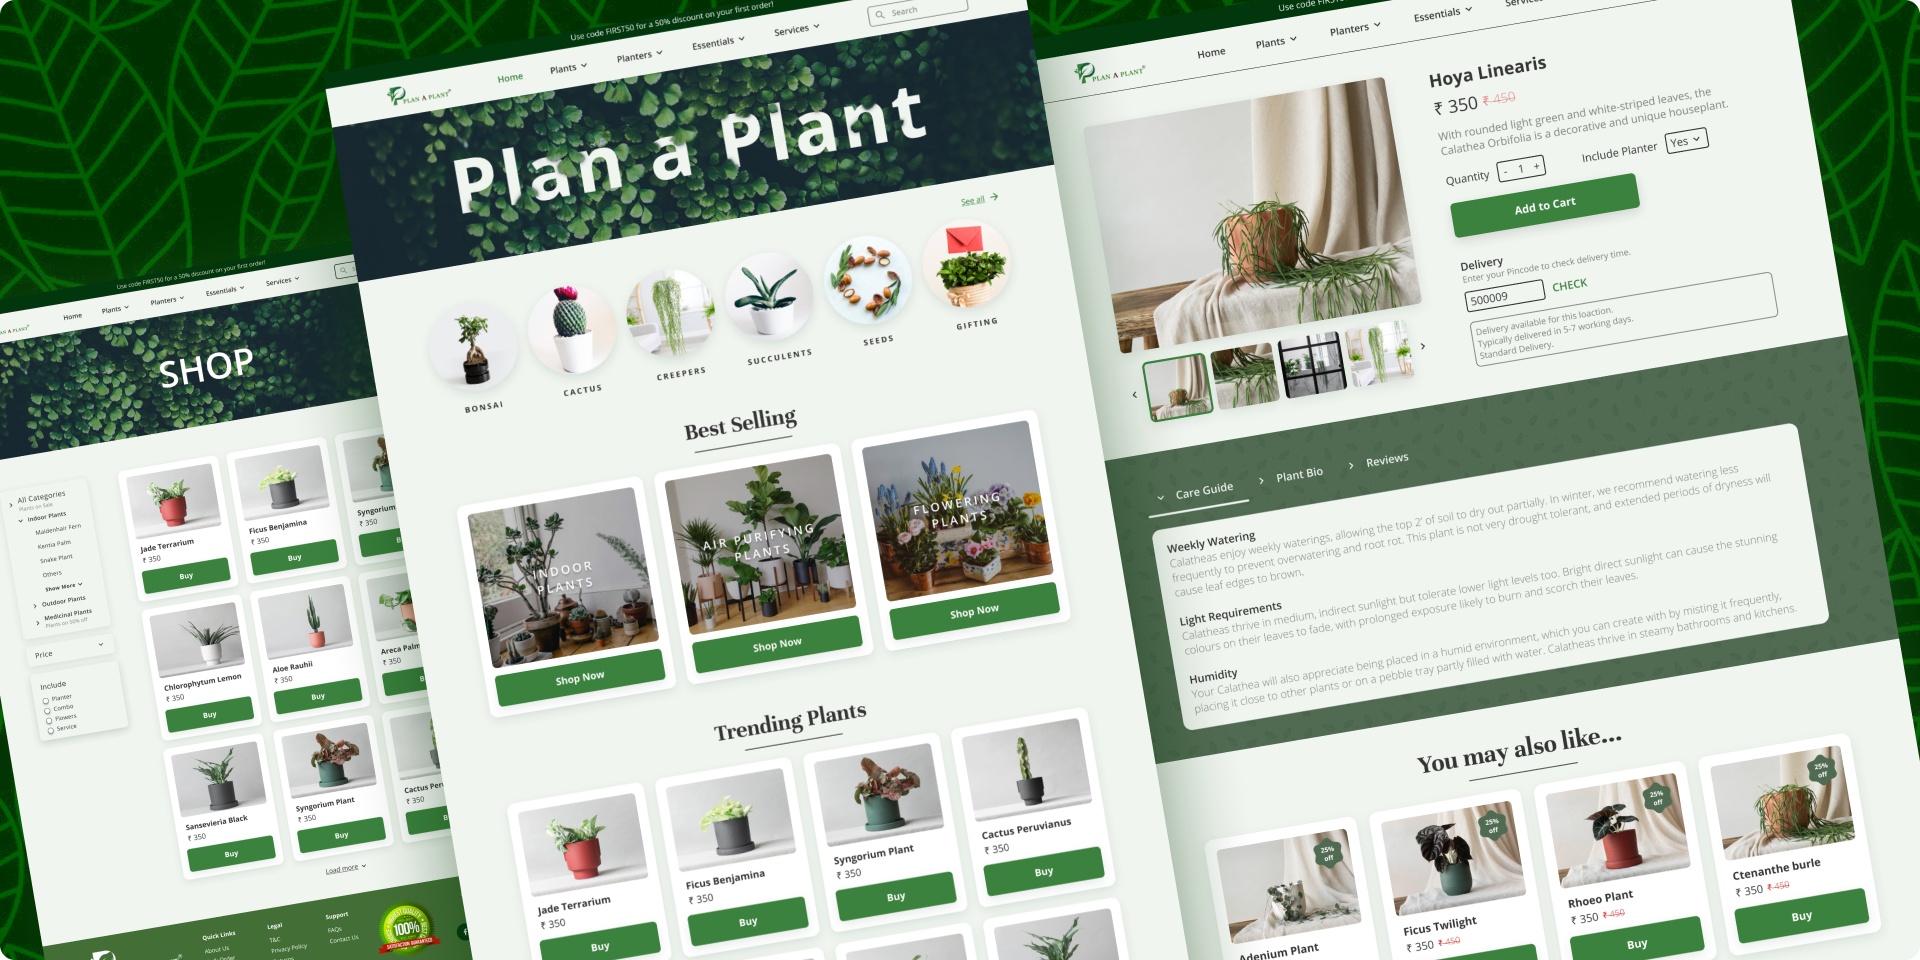 Use code FIRST50 for a 50% discount on your first order!
PLAN A PLANT
Home
Plants
Planters
Essentials
Services
Search
Plan a Plant
See all
BONSAI
CACTUS
CREEPERS
SUCCULENTS
SEEDS
GIFTING
Best Selling
INDOOR
PLANTS
Shop Now
AIR PURIFYING
PLANTS
Shop Now
FLOWERING
PLANTS
Shop Now
Trending Plants
Jade Terrarium
₹ 350
Buy
Ficus Benjamina
₹ 350
Buy
Syngorium Plant
₹ 350
Buy
Cactus Peruvianus
₹ 350
Buy
Use code FIRST50 for a 50% discount on your first order!
Home
Plants
Planters
Essentials
Services
SHOP
All Categories
Plants on Sale
Indoor Plants
Maidenhair Fern
Kentia Palm
Snake Plant
Others
Show More
Outdoor Plants
Medicinal Plants
Plants on 50% off
Price
Include
Planter
Combo
Flowers
Service
Jade Terrarium
₹ 350
Buy
Ficus Benjamina
₹ 350
Buy
Syngorium
₹ 350
Chlorophytum Lemon
₹ 350
Buy
Aloe Rauhii
₹ 350
Buy
Areca Palm
₹ 350
Sansevieria Black
₹ 350
Buy
Syngorium Plant
₹ 350
Buy
Cactus Per
₹ 350
Load more
Quick Links
About Us
Legal
T&C
Privacy Policy
Support
FAQs
Contact Us
BEST QUALITY
100%
SATISFACTION GUARANTEED
Use code
PLAN A PLANT
Home
Plants
Planters
Essentials
Services
Hoya Linearis
₹ 350 ₹ 450
With rounded light green and white-striped leaves, the
Calathea Orbifolia is a decorative and unique houseplant.
Quantity - 1 +
Include Planter Yes
Add to Cart
Delivery
Enter your Pincode to check delivery time.
500009 CHECK
Delivery available for this loaction.
Typically delivered in 5-7 working days.
Standard Delivery.
Care Guide
Plant Bio
Reviews
Weekly Watering
Calatheas enjoy weekly waterings, allowing the top 2' of soil to dry out partially. In winter, we recommend watering less
frequently to prevent overwatering and root rot. This plant is not very drought tolerant, and extended periods of dryness will
cause leaf edges to brown.
Light Requirements
Calatheas thrive in medium, indirect sunlight but tolerate lower light levels too. Bright direct sunlight can cause the stunning
colours on their leaves to fade, with prolonged exposure likely to burn and scorch their leaves.
Humidity
Your Calathea will also appreciate being placed in a humid environment, which you can create with by misting it frequently,
placing it close to other plants or on a pebble tray partly filled with water. Calatheas thrive in steamy bathrooms and kitchens.
You may also like...
25%
off
Adenium Plant
25%
off
Ficus Twilight
₹ 350 ₹ 450
25%
off
Rhoeo Plant
₹ 350 ₹ 450
Buy
25%
off
Ctenanthe burle
₹ 350 ₹ 450
Buy